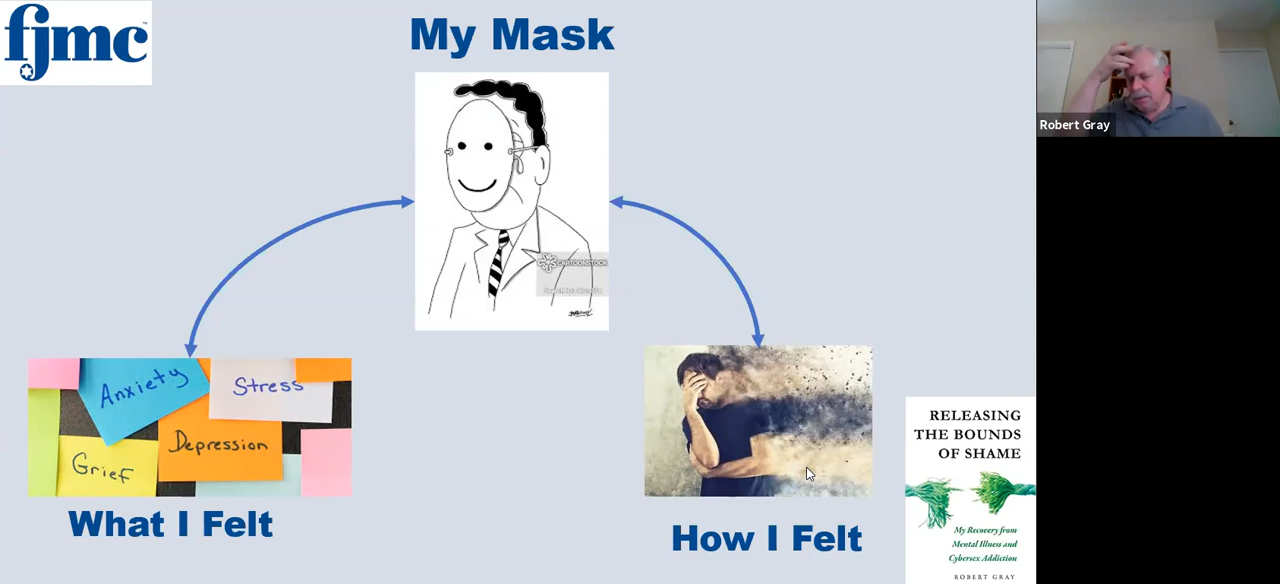 fjmc
My Mask
Robert Gray
CARTOONSTOCK
Anxiety
Stress
Depression
Grief
What I Felt
How I Felt
RELEASING
THE BOUNDS
OF SHAME
My Recovery from
Mental Illness and
Cybersex Addiction
ROBERT GRAY